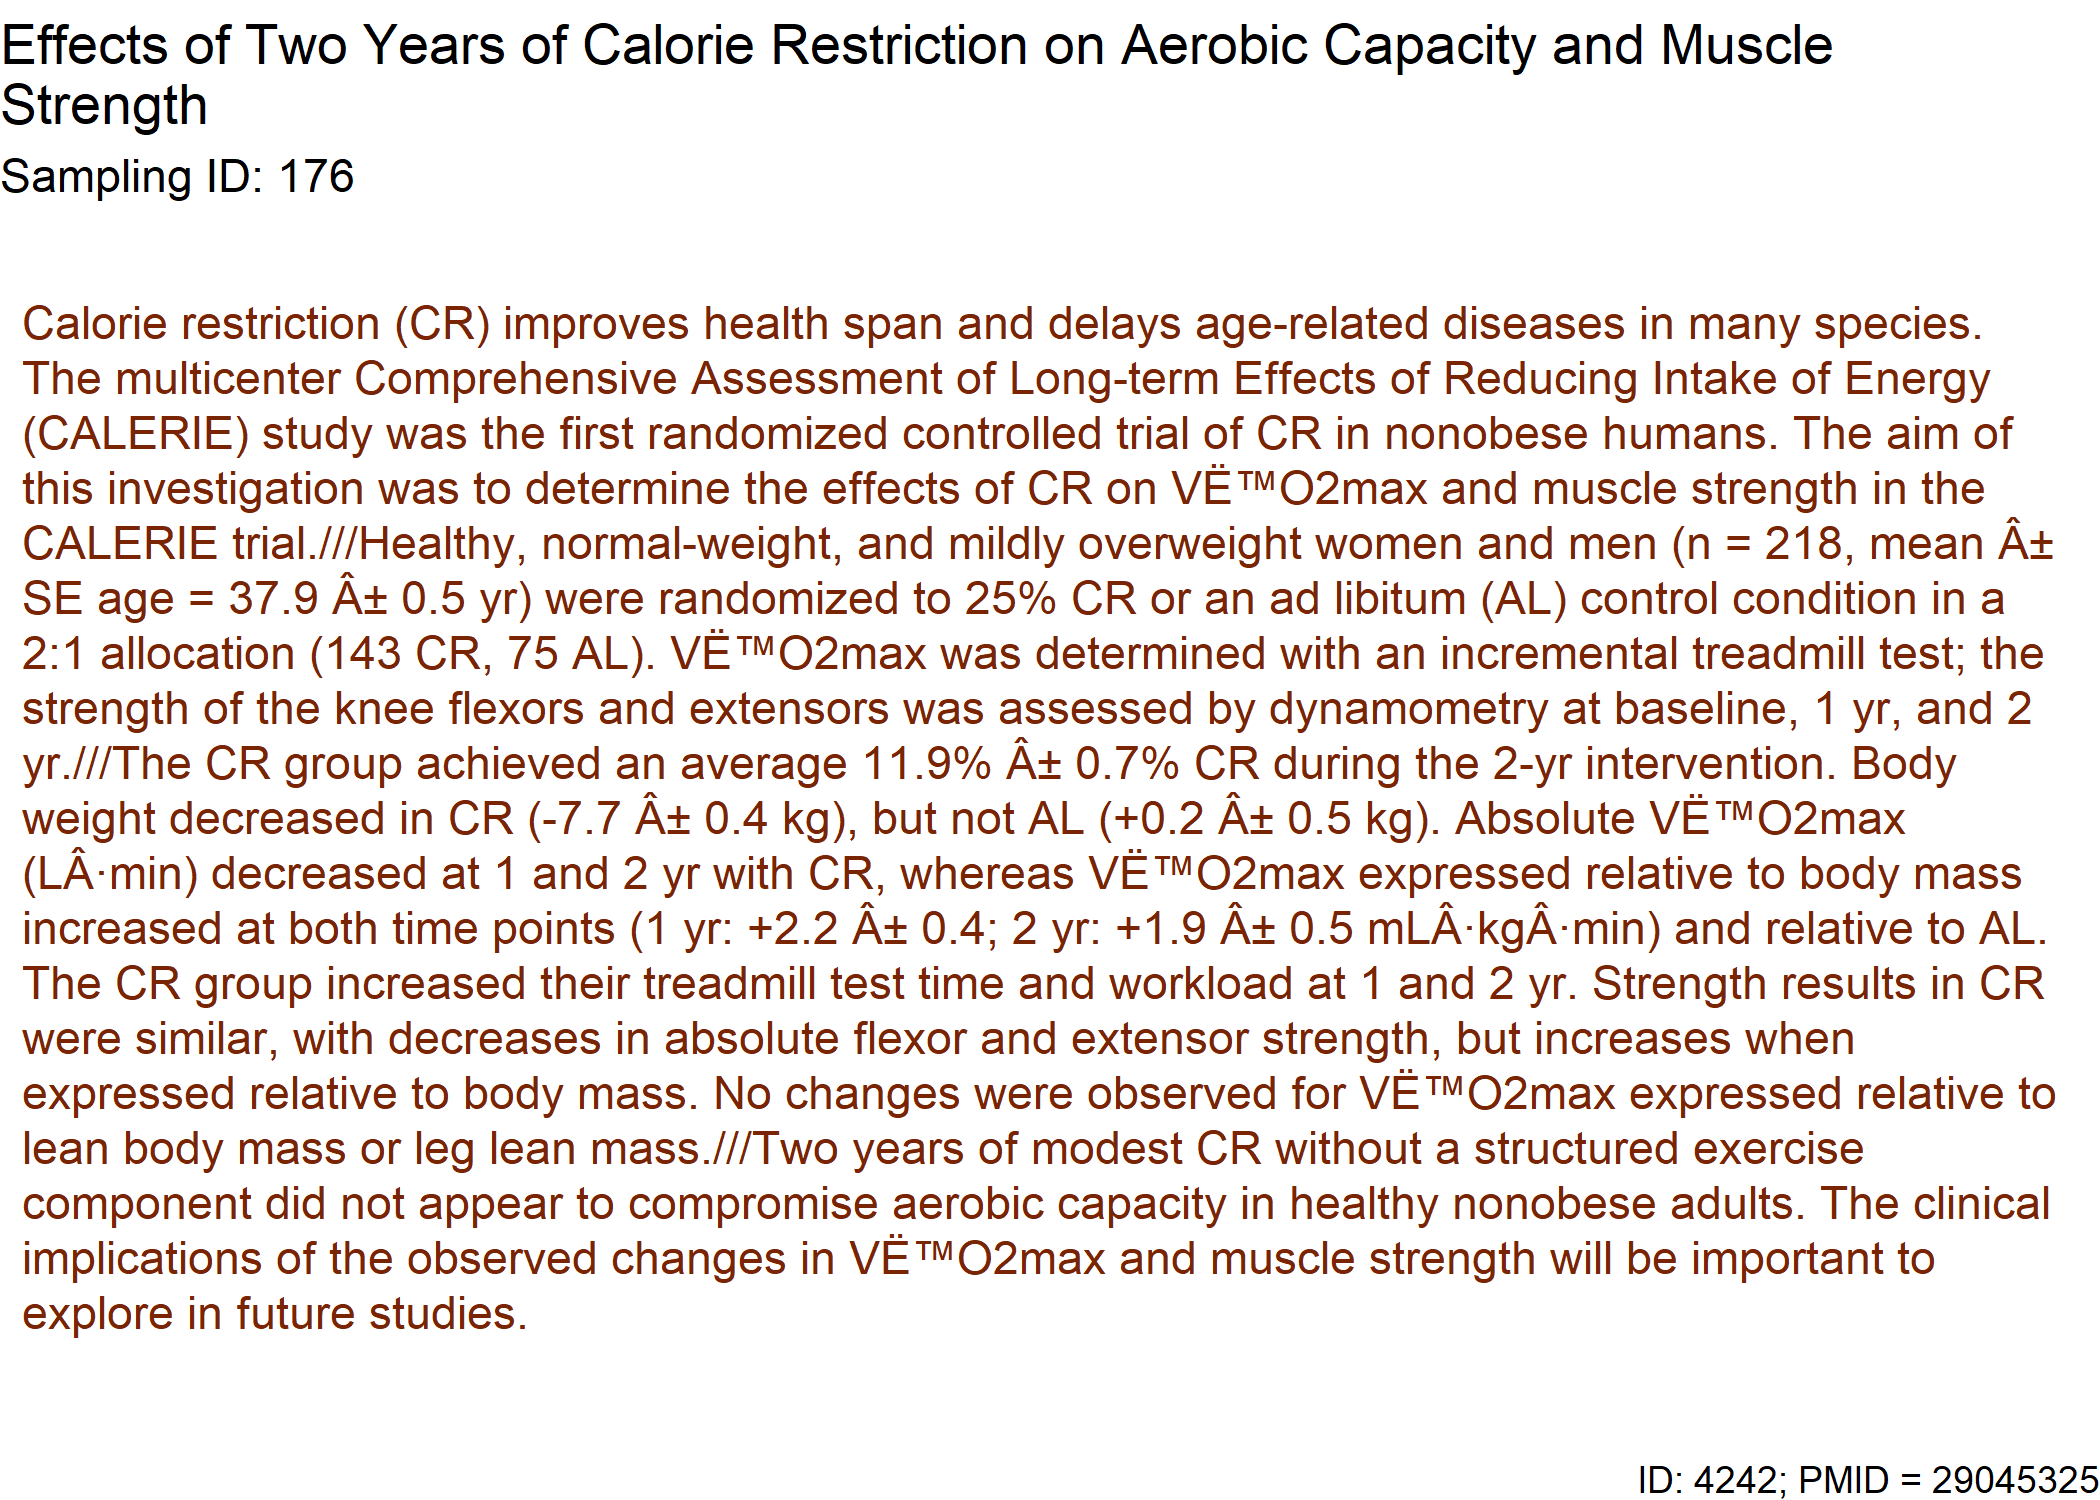 Effects of Two Years of Calorie Restriction on Aerobic Capacity and Muscle
Strength
Sampling ID: 176
Calorie restriction (CR) improves health span and delays age-related diseases in many species.
The multicenter Comprehensive Assessment of Long-term Effects of Reducing Intake of Energy
(CALERIE) study was the first randomized controlled trial of CR in nonobese humans. The aim of
this investigation was to determine the effects of CR on VË™O2max and muscle strength in the
CALERIE trial.///Healthy, normal-weight, and mildly overweight women and men (n = 218, mean Â±
SE age = 37.9 Â± 0.5 yr) were randomized to 25% CR or an ad libitum (AL) control condition in a
2:1 allocation (143 CR, 75 AL). VË™O2max was determined with an incremental treadmill test; the
strength of the knee flexors and extensors was assessed by dynamometry at baseline, 1 yr, and 2
yr.///The CR group achieved an average 11.9% Â± 0.7% CR during the 2-yr intervention. Body
weight decreased in CR (-7.7 Â± 0.4 kg), but not AL (+0.2 Â± 0.5 kg). Absolute VË™O2max
(LÂ·min) decreased at 1 and 2 yr with CR, whereas VË™O2max expressed relative to body mass
increased at both time points (1 yr: +2.2 Â± 0.4; 2 yr: +1.9 Â± 0.5 mLÂ·kgÂ·min) and relative to AL.
The CR group increased their treadmill test time and workload at 1 and 2 yr. Strength results in CR
were similar, with decreases in absolute flexor and extensor strength, but increases when
expressed relative to body mass. No changes were observed for VË™O2max expressed relative to
lean body mass or leg lean mass.///Two years of modest CR without a structured exercise
component did not appear to compromise aerobic capacity in healthy nonobese adults. The clinical
implications of the observed changes in VË™O2max and muscle strength will be important to
explore in future studies.
ID: 4242; PMID = 29045325